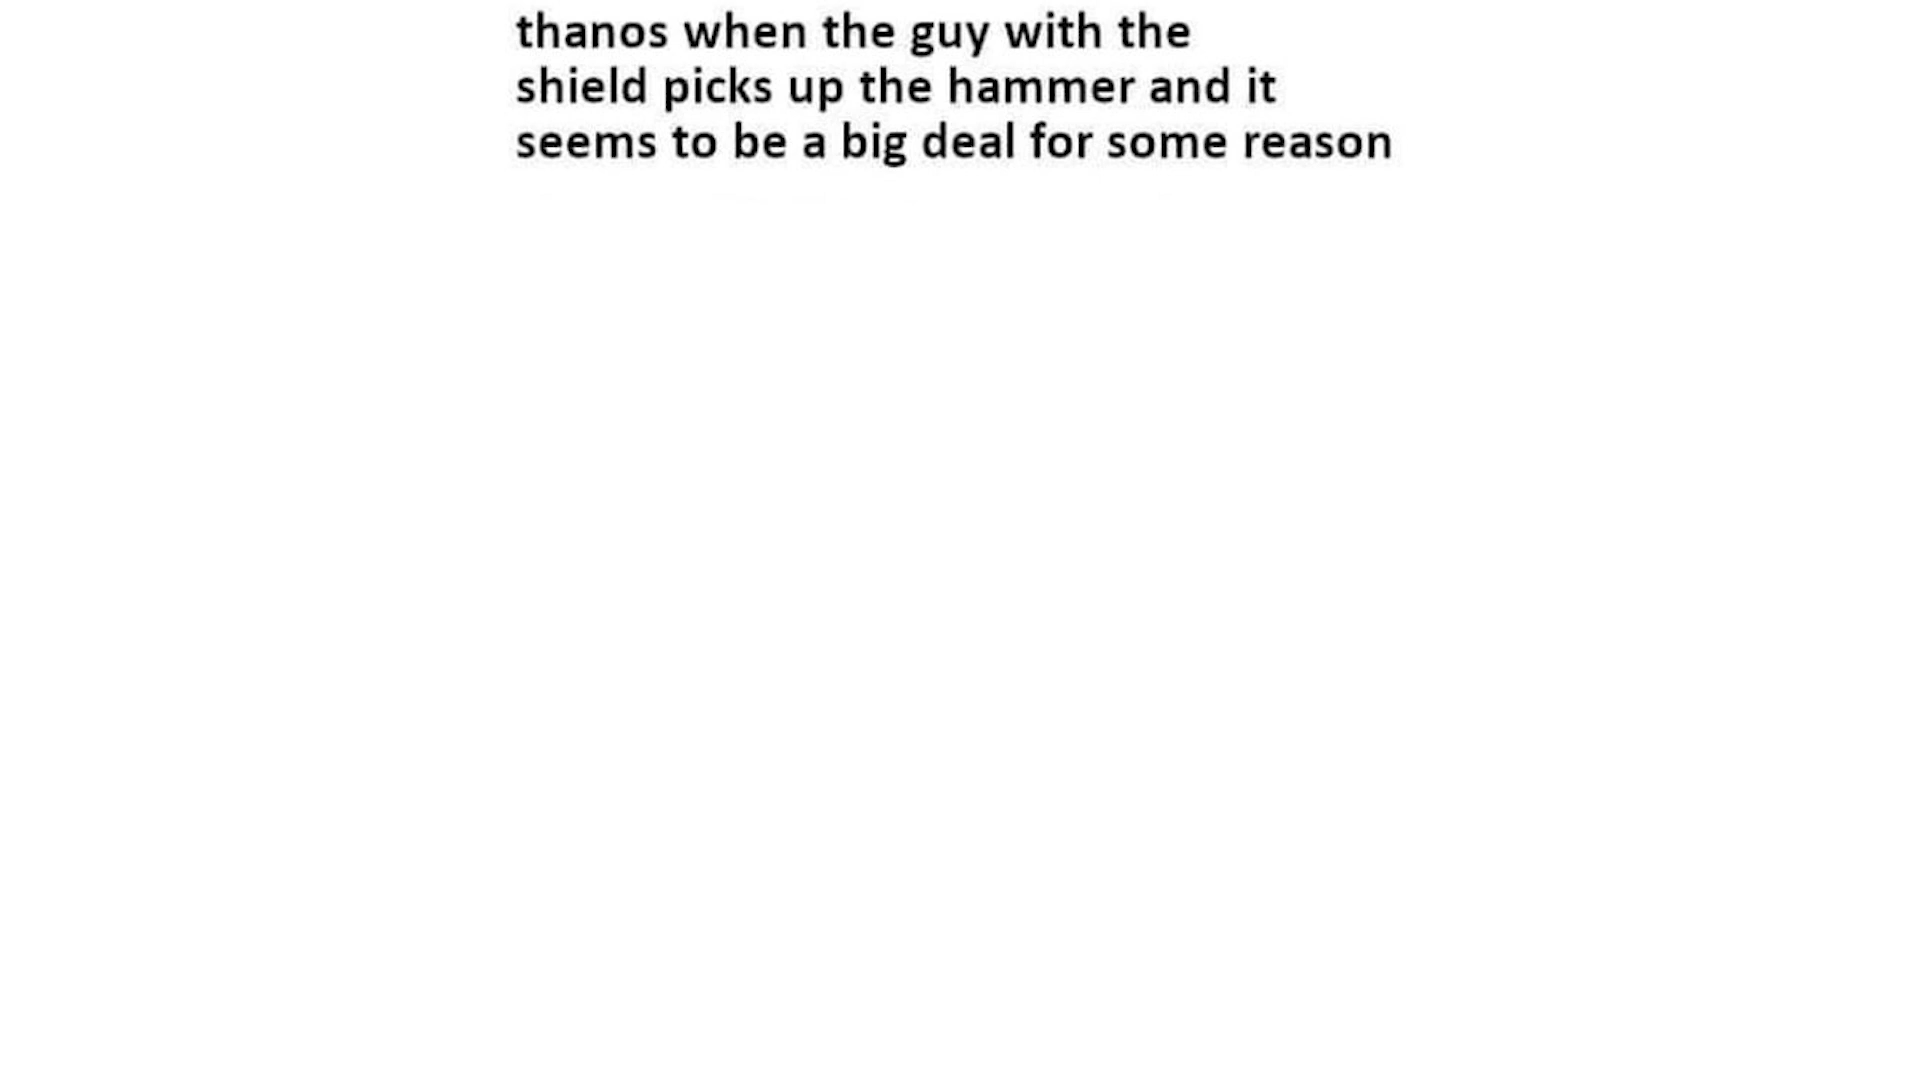 thanos when the guy with the
shield picks up the hammer and it
seems to be a big deal for some reason